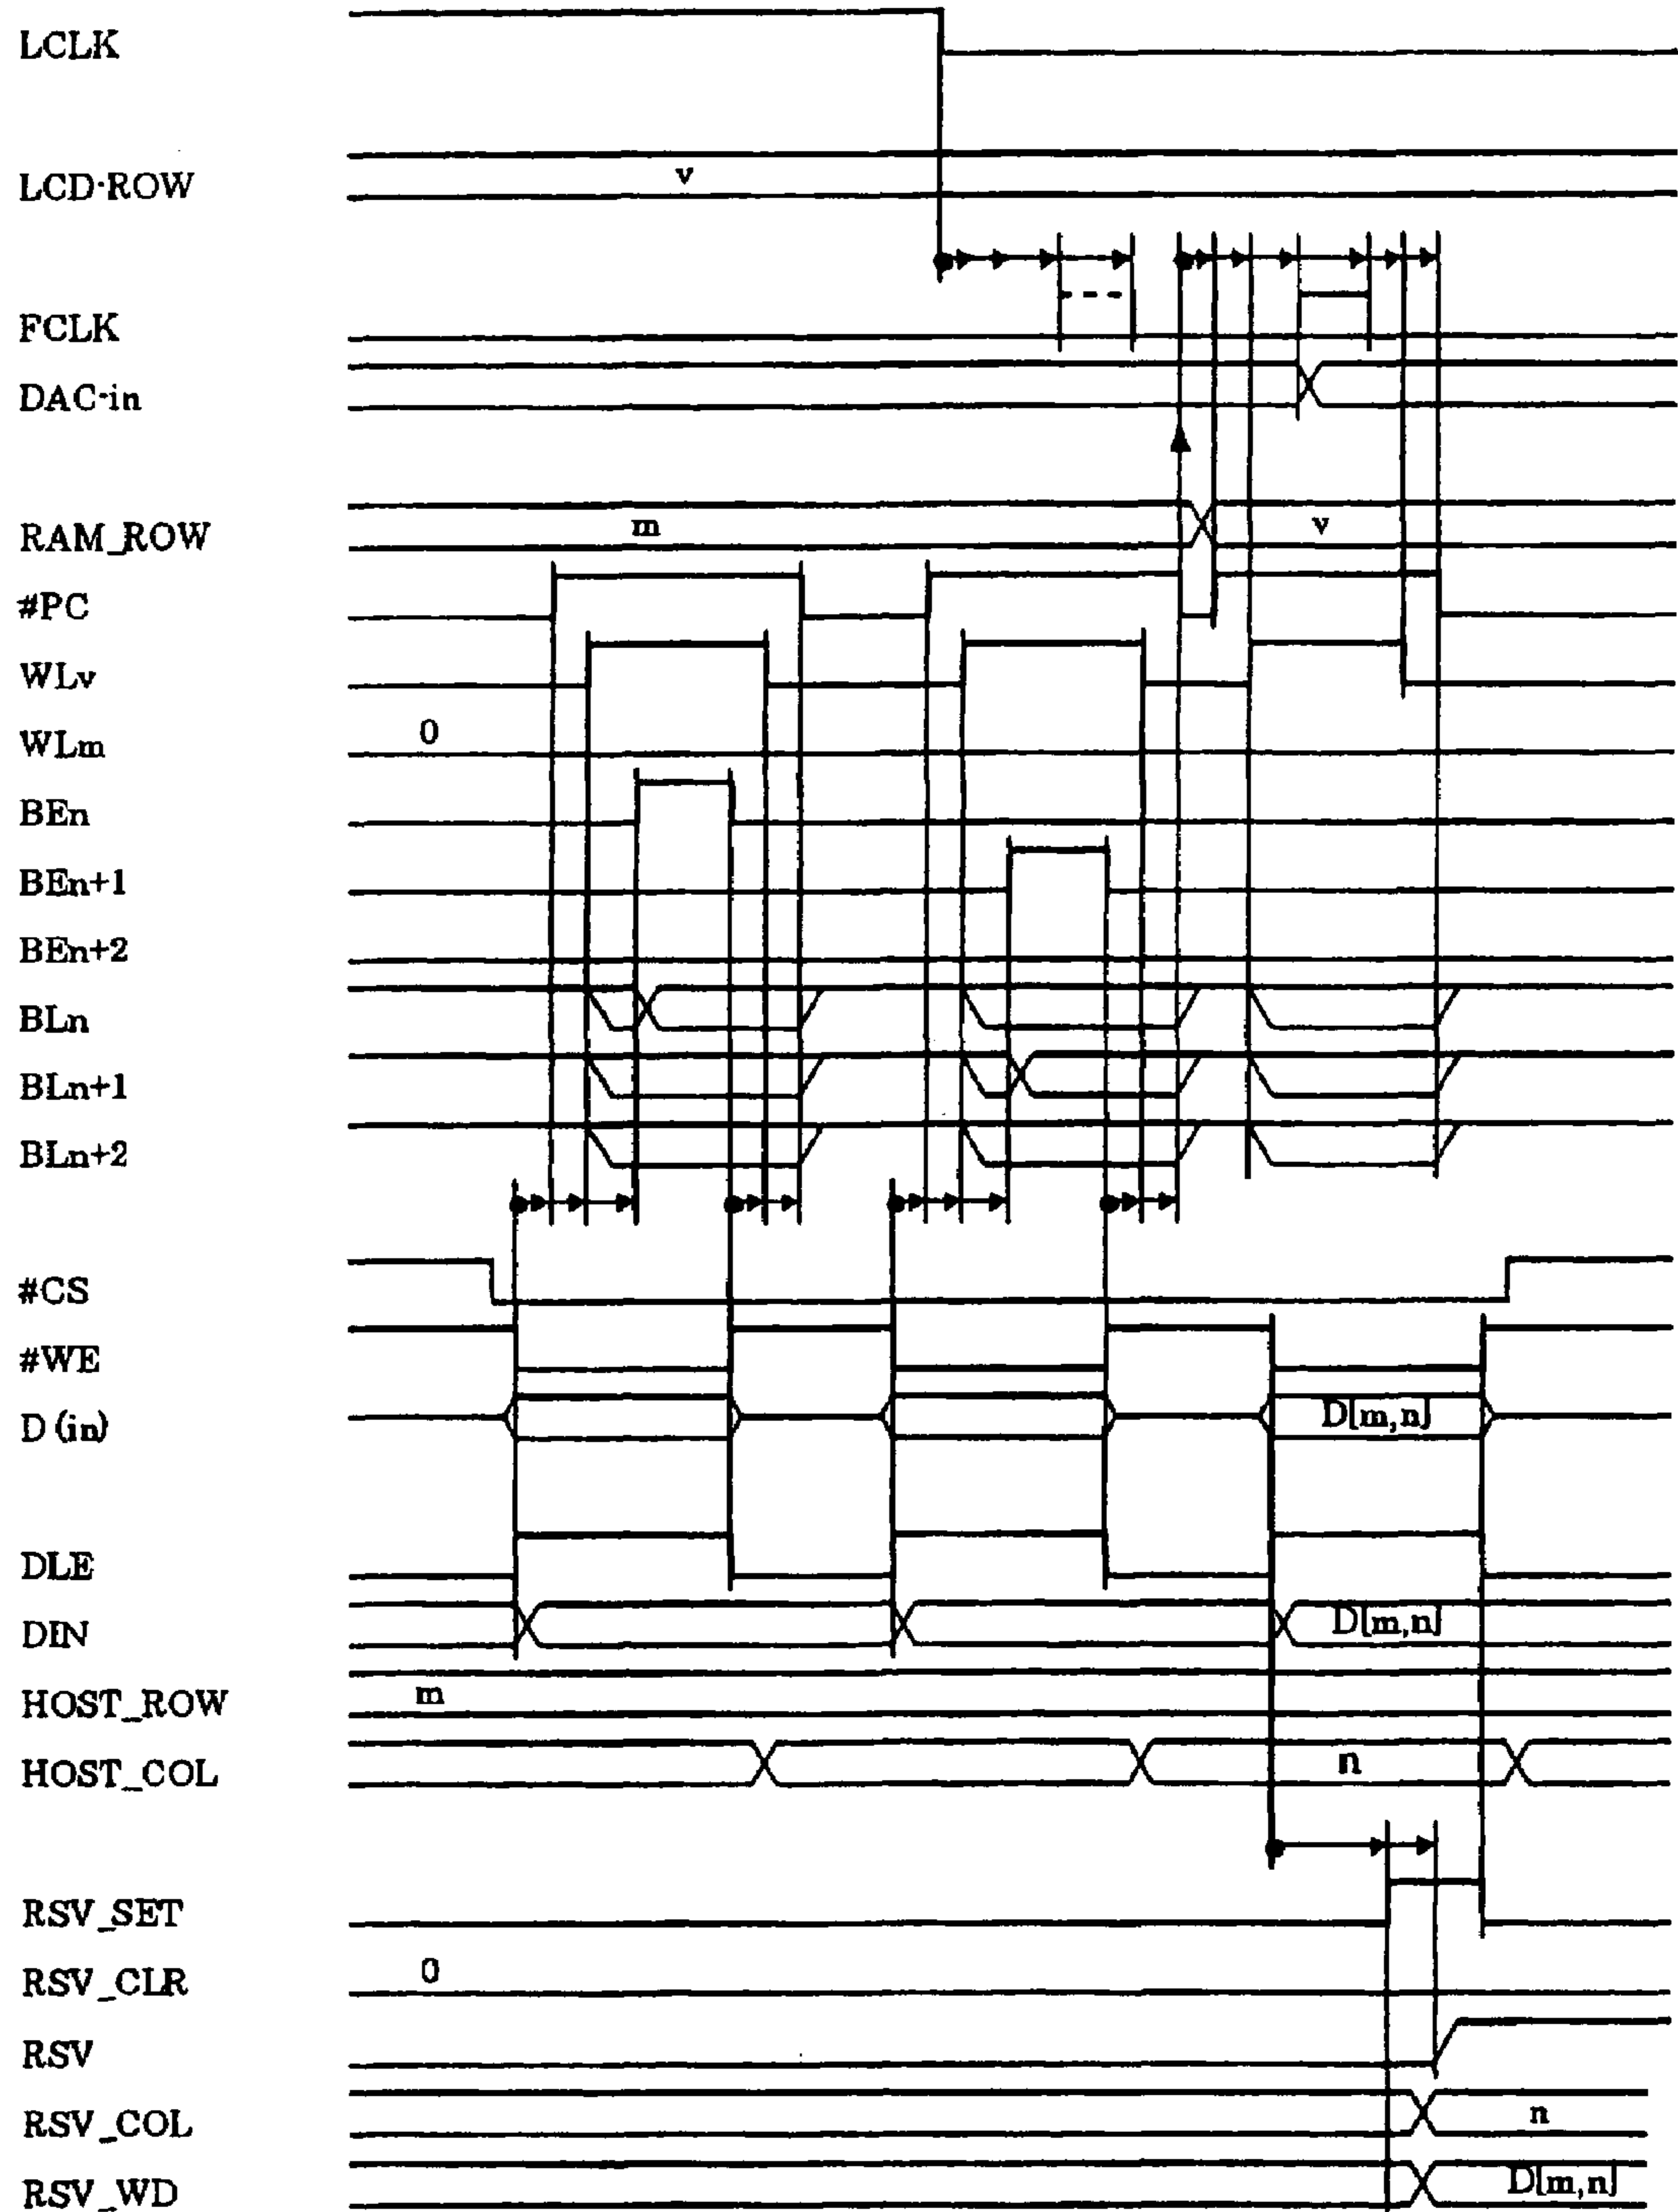 LCLK
LCD·ROW v
FCLK
DAC·in
RAM_ROW m v
#PC
WLv
WLm 0
BEn
BEn+1
BEn+2
BLn
BLn+1
BLn+2
#CS
#WE
D (in) D[m,n]
DLE
DIN D[m,n]
HOST_ROW m
HOST_COL n
RSV_SET
RSV_CLR 0
RSV
RSV_COL n
RSV_WD D[m,n]